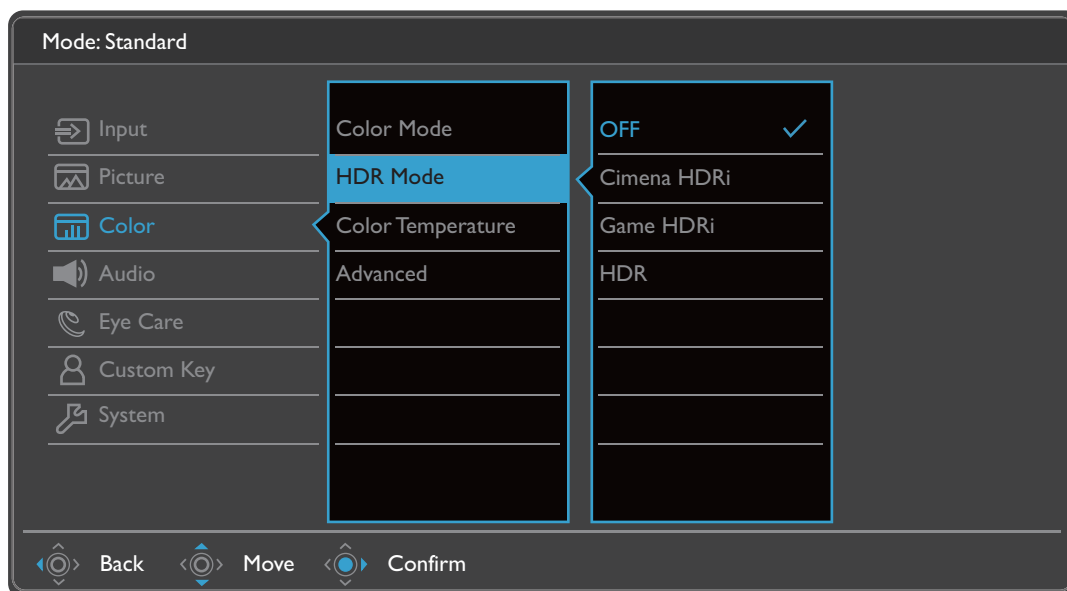 Mode: Standard
Input
Picture
Color
Audio
Eye Care
Custom Key
System
Color Mode
HDR Mode
Color Temperature
Advanced
OFF
Cimena HDRi
Game HDRi
HDR
Back
Move
Confirm